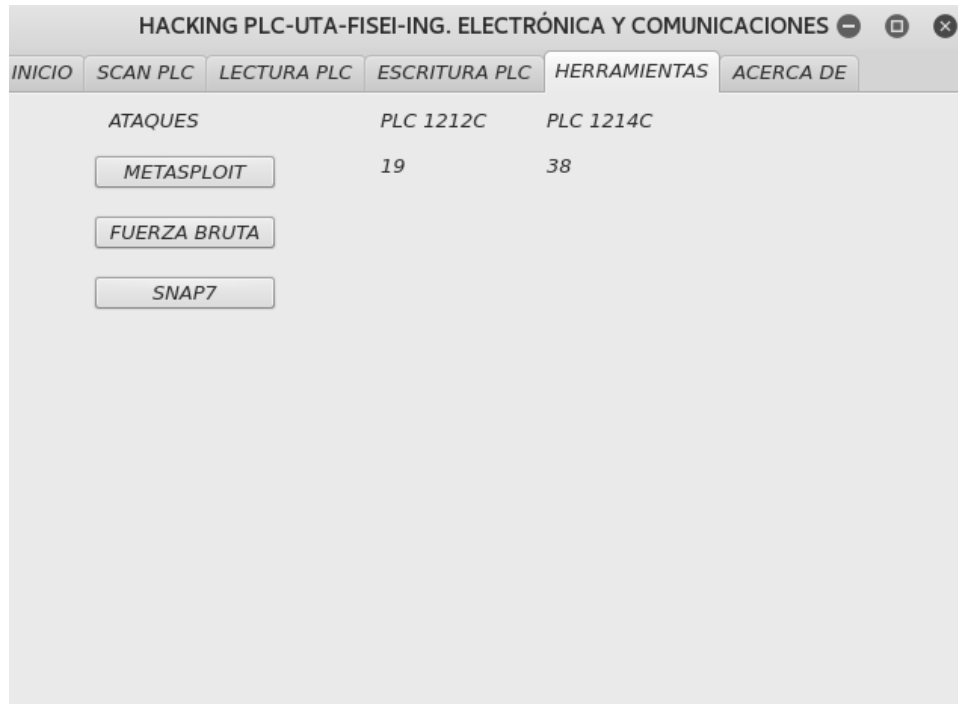 HACKING PLC-UTA-FISEI-ING. ELECTRÓNICA Y COMUNICACIONES
INICIO SCAN PLC LECTURA PLC ESCRITURA PLC HERRAMIENTAS ACERCA DE
ATAQUES PLC 1212C PLC 1214C
METASPLOIT 19 38
FUERZA BRUTA
SNAP7